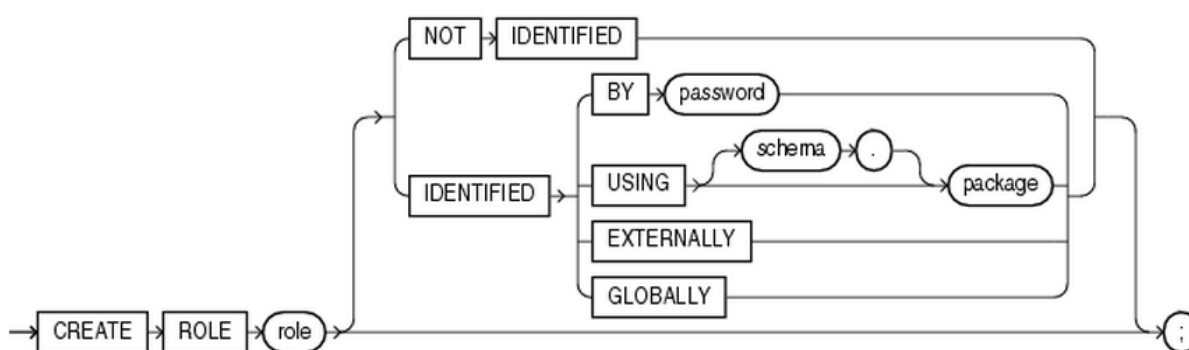 NOT IDENTIFIED
BY password
schema .
USING package
IDENTIFIED
EXTERNALLY
GLOBALLY
CREATE ROLE role ;